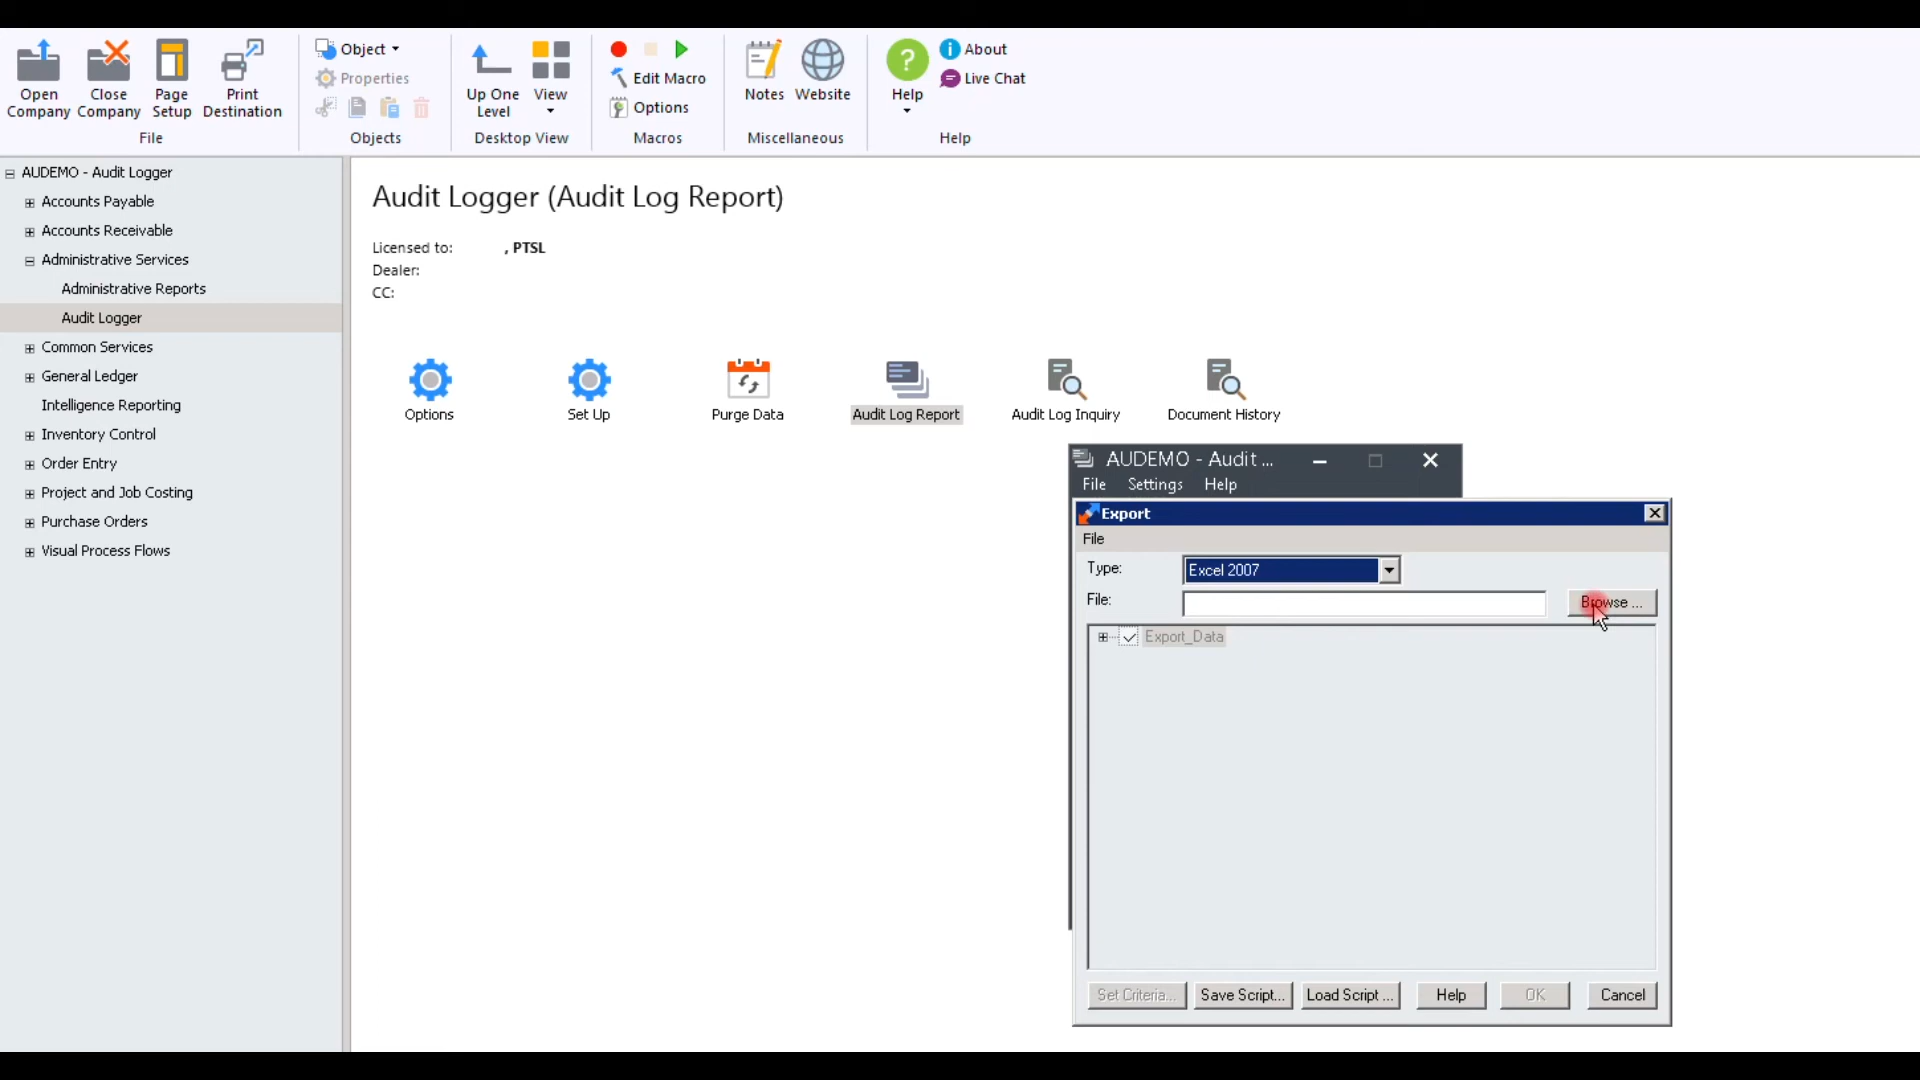 Open Company
Close Company
Page Setup
Print Destination
File
Object
Properties
Objects
Up One Level
View
Desktop View
Edit Macro
Options
Macros
Notes
Website
Miscellaneous
?
Help
i About
Live Chat
Help
AUDEMO - Audit Logger
Accounts Payable
Accounts Receivable
Administrative Services
Administrative Reports
Audit Logger
Common Services
General Ledger
Intelligence Reporting
Inventory Control
Order Entry
Project and Job Costing
Purchase Orders
Visual Process Flows
Audit Logger (Audit Log Report)
Licensed to: , PTSL
Dealer:
CC:
Options
Set Up
Purge Data
Audit Log Report
Audit Log Inquiry
Document History
AUDEMO - Audit ...
File Settings Help
Export
File
Type: Excel 2007
File: Browse ...
Export_Data
Set Criteria... Save Script... Load Script ... Help OK Cancel